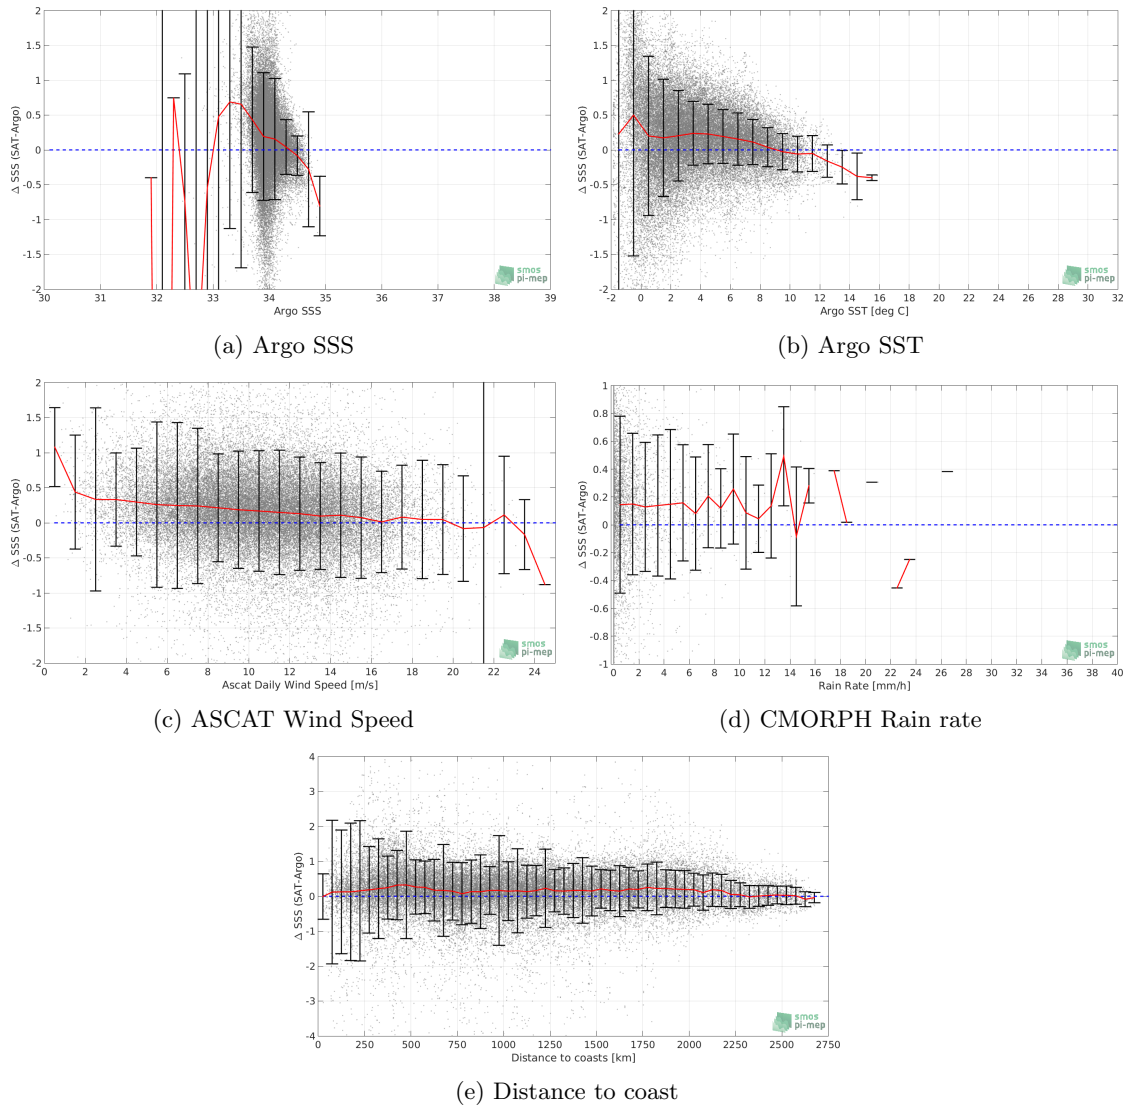 2
1.5
1
0.5
0
-0.5
-1
-1.5
-2
Δ SSS (SAT-Argo)
30 31 32 33 34 35 36 37 38 39
Argo SSS
smos
pi-mep
(a) Argo SSS
2
1.5
1
0.5
0
-0.5
-1
-1.5
-2
Δ SSS (SAT-Argo)
-2 0 2 4 6 8 10 12 14 16 18 20 22 24 26 28 30 32
Argo SST [deg C]
smos
pi-mep
(b) Argo SST
2
1.5
1
0.5
0
-0.5
-1
-1.5
-2
Δ SSS (SAT-Argo)
0 2 4 6 8 10 12 14 16 18 20 22 24
Ascat Daily Wind Speed [m/s]
smos
pi-mep
(c) ASCAT Wind Speed
1
0.8
0.6
0.4
0.2
0
-0.2
-0.4
-0.6
-0.8
-1
Δ SSS (SAT-Argo)
0 2 4 6 8 10 12 14 16 18 20 22 24 26 28 30 32 34 36 38 40
Rain Rate [mm/h]
smos
pi-mep
(d) CMORPH Rain rate
4
3
2
1
0
-1
-2
-3
-4
Δ SSS (SAT-Argo)
0 250 500 750 1000 1250 1500 1750 2000 2250 2500 2750
Distance to coasts [km]
smos
pi-mep
(e) Distance to coast